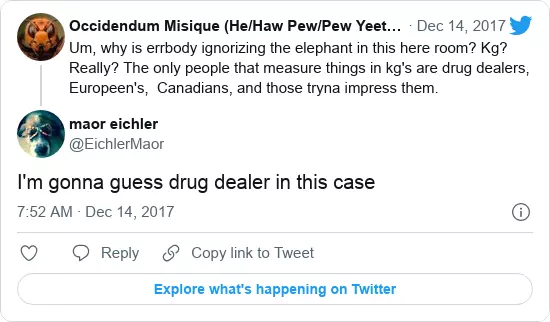 Occidendum Misique (He/Haw Pew/Pew Yeet… · Dec 14, 2017
Um, why is errbody ignorizing the elephant in this here room? Kg?
Really? The only people that measure things in kg's are drug dealers,
Europeen's, Canadians, and those tryna impress them.
maor eichler
@EichlerMaor
I'm gonna guess drug dealer in this case
7:52 AM · Dec 14, 2017
Reply
Copy link to Tweet
Explore what's happening on Twitter